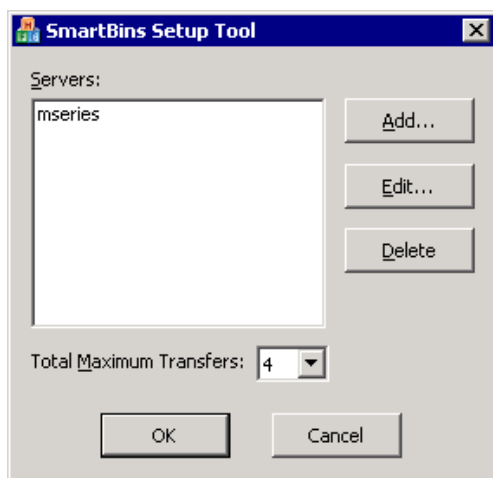 SmartBins Setup Tool
Servers:
mseries
Add...
Edit...
Delete
Total Maximum Transfers: 4
OK Cancel